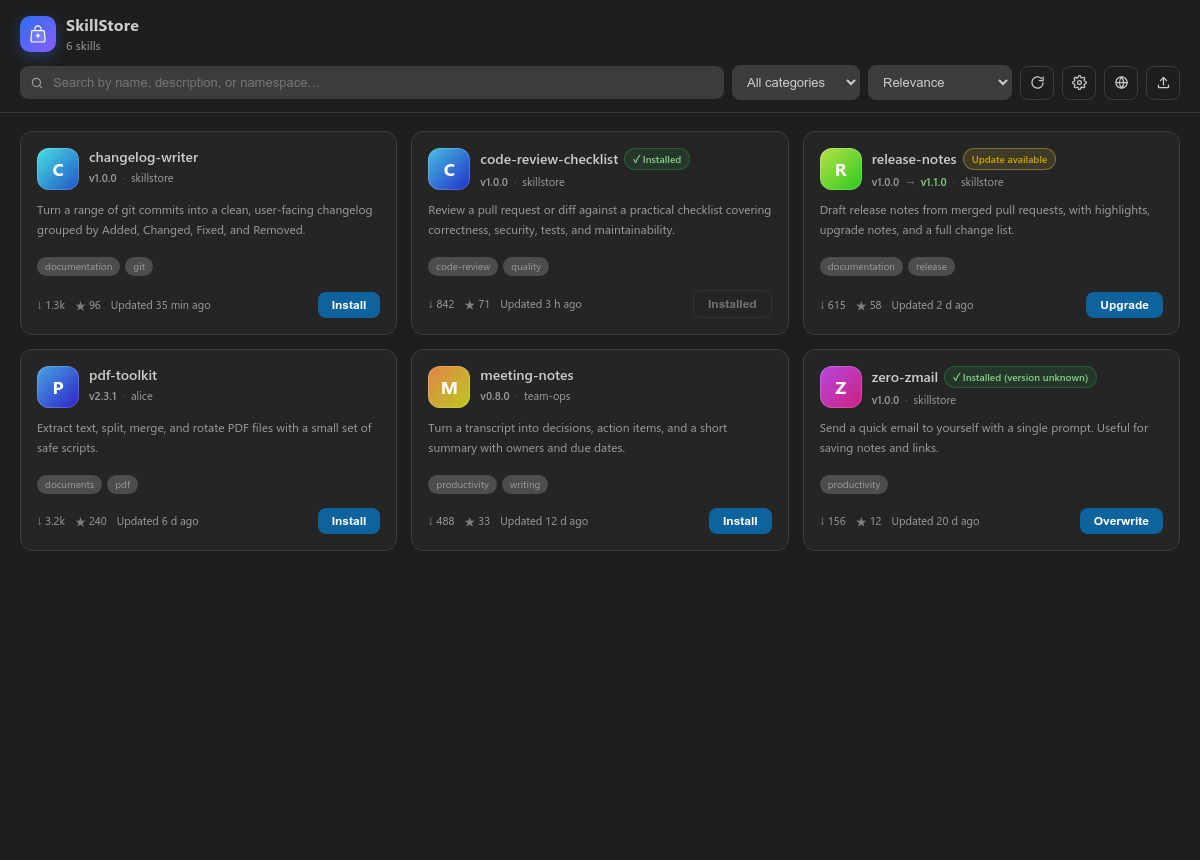 SkillStore
6 skills
Search by name, description, or namespace…
All categories
Relevance
C
changelog-writer
v1.0.0 · skillstore
Turn a range of git commits into a clean, user-facing changelog
grouped by Added, Changed, Fixed, and Removed.
documentation
git
↓ 1.3k ★ 96 Updated 35 min ago
Install
C
code-review-checklist
✓ Installed
v1.0.0 · skillstore
Review a pull request or diff against a practical checklist covering
correctness, security, tests, and maintainability.
code-review
quality
↓ 842 ★ 71 Updated 3 h ago
Installed
R
release-notes
Update available
v1.0.0 → v1.1.0 · skillstore
Draft release notes from merged pull requests, with highlights,
upgrade notes, and a full change list.
documentation
release
↓ 615 ★ 58 Updated 2 d ago
Upgrade
P
pdf-toolkit
v2.3.1 · alice
Extract text, split, merge, and rotate PDF files with a small set of
safe scripts.
documents
pdf
↓ 3.2k ★ 240 Updated 6 d ago
Install
M
meeting-notes
v0.8.0 · team-ops
Turn a transcript into decisions, action items, and a short
summary with owners and due dates.
productivity
writing
↓ 488 ★ 33 Updated 12 d ago
Install
Z
zero-zmail
✓ Installed (version unknown)
v1.0.0 · skillstore
Send a quick email to yourself with a single prompt. Useful for
saving notes and links.
productivity
↓ 156 ★ 12 Updated 20 d ago
Overwrite